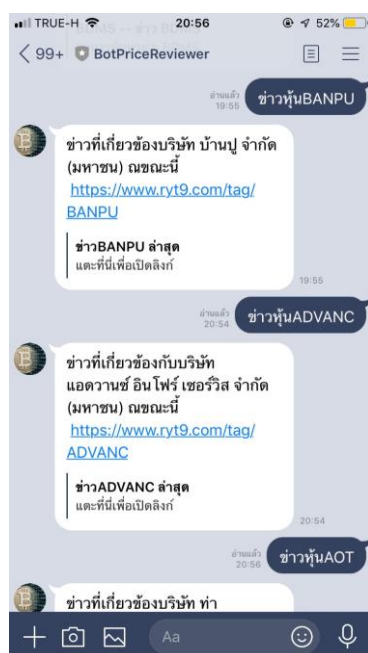 TRUE-H 20:56 52%
99+ BotPriceReviewer
อ่านแล้ว
19:55
ข่าวหุ้นBANPU
ข่าวที่เกี่ยวข้องบริษัท บ้านปู จำกัด
(มหาชน) ณขณะนี้
https://www.ryt9.com/tag/
BANPU
ข่าวBANPU ล่าสุด
แตะที่นี่เพื่อเปิดลิงก์
19:55
อ่านแล้ว
20:54
ข่าวหุ้นADVANC
ข่าวที่เกี่ยวข้องกับบริษัท
แอดวานซ์ อินโฟร์ เซอร์วิส จำกัด
(มหาชน) ณขณะนี้
https://www.ryt9.com/tag/
ADVANC
ข่าวADVANC ล่าสุด
แตะที่นี่เพื่อเปิดลิงก์
20:54
อ่านแล้ว
20:56
ข่าวหุ้นAOT
ข่าวที่เกี่ยวข้องบริษัท ท่า
Aa